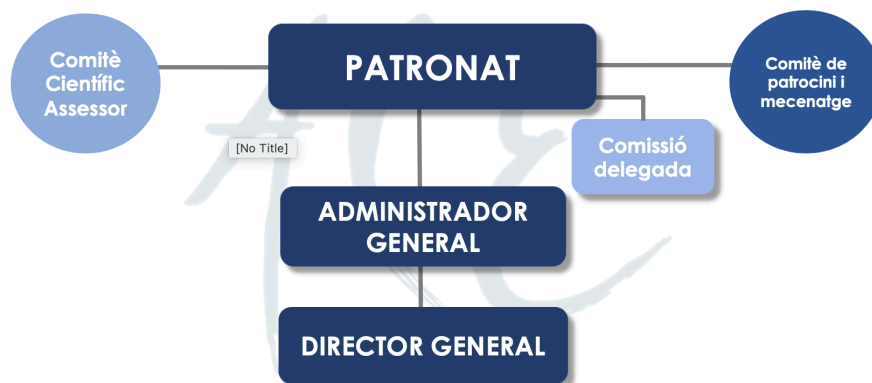 Comitè
Científic
Assessor
PATRONAT
Comitè de
patrocini i
mecenatge
[No Title]
Comissió
delegada
ADMINISTRADOR
GENERAL
DIRECTOR GENERAL